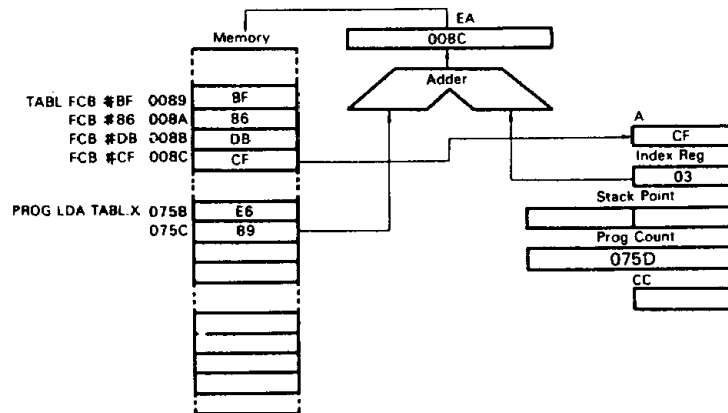 EA
Memory
008C
Adder
TABL FCB #BF 0089 BF
FCB #86 008A 86
FCB #DB 008B DB
FCB #CF 008C CF
A
CF
Index Reg
03
Stack Point
PROG LDA TABL.X 075B E6
075C 89
Prog Count
075D
CC